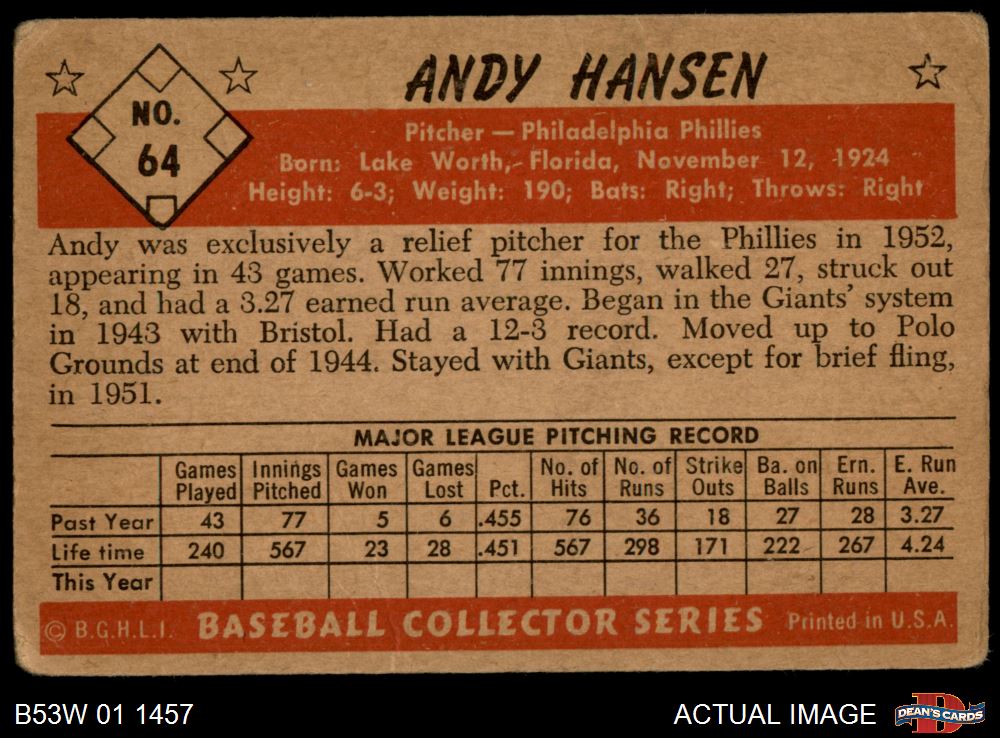 ANDY HANSEN
NO.
64
Pitcher — Philadelphia Phillies
Born: Lake Worth, Florida, November 12, 1924
Height: 6-3; Weight: 190; Bats: Right; Throws: Right
Andy was exclusively a relief pitcher for the Phillies in 1952,
appearing in 43 games. Worked 77 innings, walked 27, struck out
18, and had a 3.27 earned run average. Began in the Giants' system
in 1943 with Bristol. Had a 12-3 record. Moved up to Polo
Grounds at end of 1944. Stayed with Giants, except for brief fling,
in 1951.
MAJOR LEAGUE PITCHING RECORD
Games Played Innings Pitched Games Won Games Lost Pct. No. of Hits No. of Runs Strike Outs Ba. on Balls Ern. Runs E. Run Ave.
Past Year 43 77 5 6 .455 76 36 18 27 28 3.27
Life time 240 567 23 28 .451 567 298 171 222 267 4.24
This Year
© B.G.H.L.I. BASEBALL COLLECTOR SERIES Printed in U.S.A.
B53W 01 1457 ACTUAL IMAGE DEAN'S CARDS